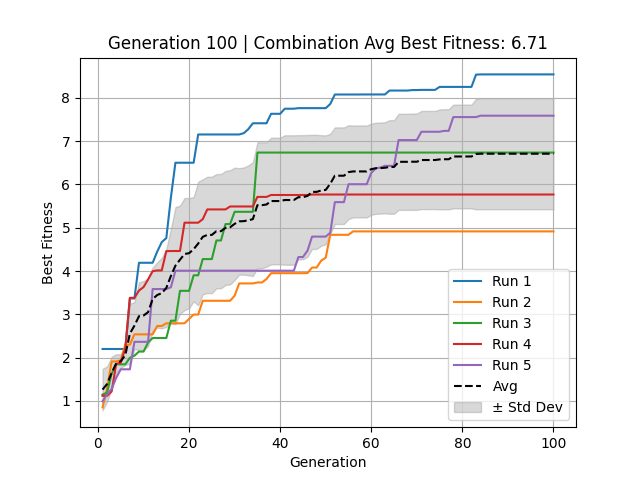 Generation 100 | Combination Avg Best Fitness: 6.71
Best Fitness
8
7
6
5
4
3
2
1
0
20
40
60
80
100
Generation
Run 1
Run 2
Run 3
Run 4
Run 5
Avg
± Std Dev